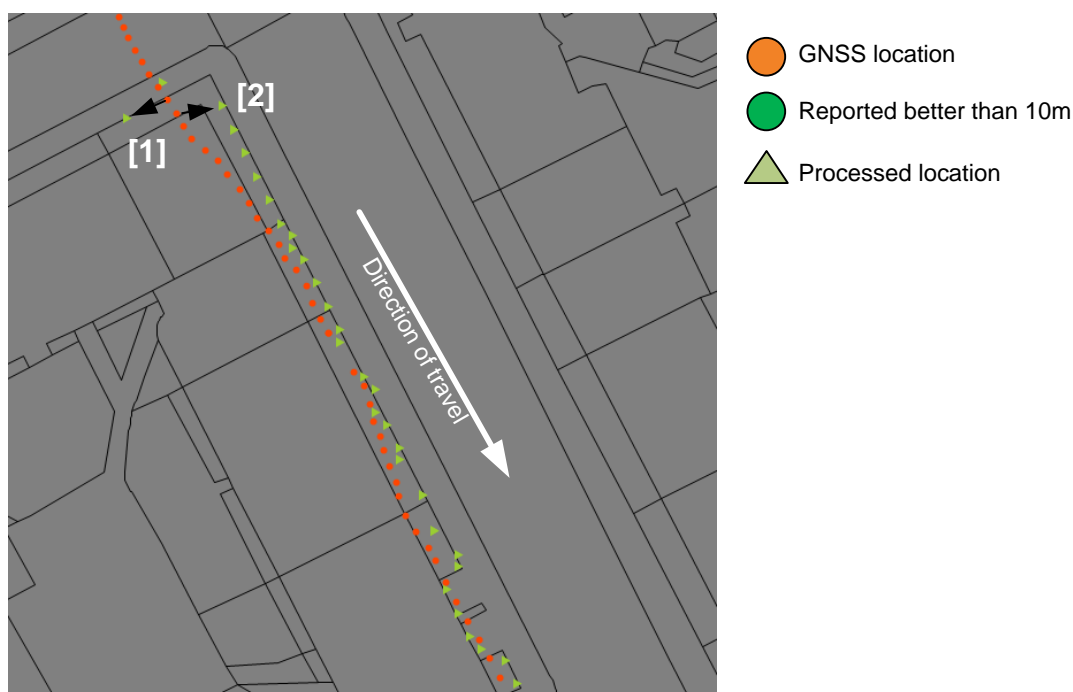 [2]
[1]
Direction of travel
GNSS location
Reported better than 10m
Processed location